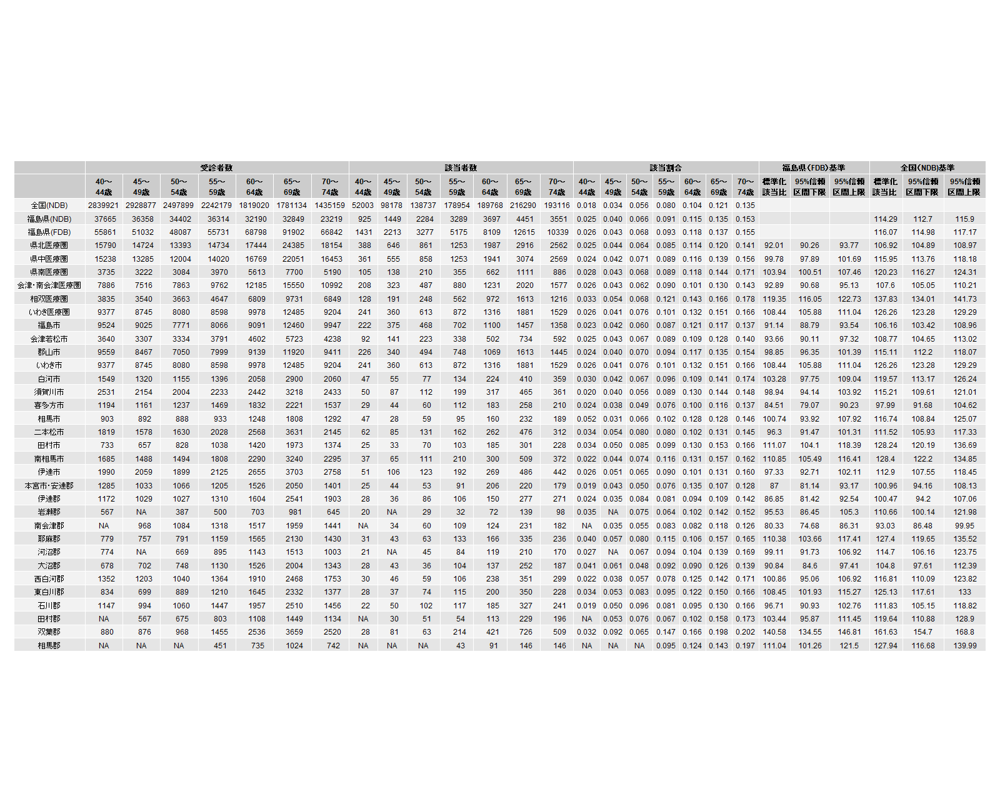 受診者数 該当者数 該当割合 福島県(FDB)基準 全国(NDB)基準
40～ 45～ 50～ 55～ 60～ 65～ 70～ 40～ 45～ 50～ 55～ 60～ 65～ 70～ 40～ 45～ 50～ 55～ 60～ 65～ 70～ 標準化 95%信頼 95%信頼 標準化 95%信頼 95%信頼
44歳 49歳 54歳 59歳 64歳 69歳 74歳 44歳 49歳 54歳 59歳 64歳 69歳 74歳 44歳 49歳 54歳 59歳 64歳 69歳 74歳 該当比 区間下限 区間上限 該当比 区間下限 区間上限
全国(NDB) 2839921 2928877 2497899 2242179 1819020 1781134 1435159 52003 98178 138737 178954 189768 216290 193116 0.018 0.034 0.056 0.080 0.104 0.121 0.135
福島県(NDB) 37665 36358 34402 36314 32190 32849 23219 925 1449 2284 3289 3697 4451 3551 0.025 0.040 0.066 0.091 0.115 0.135 0.153 114.29 112.7 115.9
福島県(FDB) 55861 51032 48087 55731 68798 91902 66842 1431 2213 3277 5175 8109 12615 10339 0.026 0.043 0.068 0.093 0.118 0.137 0.155 116.07 114.98 117.17
県北医療圏 15790 14724 13393 14734 17444 24385 18154 388 646 861 1253 1987 2916 2562 0.025 0.044 0.064 0.085 0.114 0.120 0.141 92.01 90.26 93.77 106.92 104.89 108.97
県中医療圏 15238 13285 12004 14020 16769 22051 16453 361 555 858 1253 1941 3074 2569 0.024 0.042 0.071 0.089 0.116 0.139 0.156 99.78 97.89 101.69 115.95 113.76 118.18
県南医療圏 3735 3222 3084 3970 5613 7700 5190 105 138 210 355 662 1111 886 0.028 0.043 0.068 0.089 0.118 0.144 0.171 103.94 100.51 107.46 120.23 116.27 124.31
会津・南会津医療圏 7886 7516 7863 9762 12185 15550 10992 208 323 487 880 1231 2020 1577 0.026 0.043 0.062 0.090 0.101 0.130 0.143 92.89 90.68 95.13 107.6 105.05 110.21
相双医療圏 3835 3540 3663 4647 6809 9731 6849 128 191 248 562 972 1613 1216 0.033 0.054 0.068 0.121 0.143 0.166 0.178 119.35 116.05 122.73 137.83 134.01 141.73
いわき医療圏 9377 8745 8080 8598 9978 12485 9204 241 360 613 872 1316 1881 1529 0.026 0.041 0.076 0.101 0.132 0.151 0.166 108.44 105.88 111.04 126.26 123.28 129.29
福島市 9524 9025 7771 8066 9091 12460 9947 222 375 468 702 1100 1457 1358 0.023 0.042 0.060 0.087 0.121 0.117 0.137 91.14 88.79 93.54 106.16 103.42 108.96
会津若松市 3640 3307 3334 3791 4602 5723 4238 92 141 223 338 502 734 592 0.025 0.043 0.067 0.089 0.109 0.128 0.140 93.66 90.11 97.32 108.77 104.65 113.02
郡山市 9559 8467 7050 7999 9139 11920 9411 226 340 494 748 1069 1613 1445 0.024 0.040 0.070 0.094 0.117 0.135 0.154 98.85 96.35 101.39 115.11 112.2 118.07
いわき市 9377 8745 8080 8598 9978 12485 9204 241 360 613 872 1316 1881 1529 0.026 0.041 0.076 0.101 0.132 0.151 0.166 108.44 105.88 111.04 126.26 123.28 129.29
白河市 1549 1320 1155 1396 2058 2900 2060 47 55 77 134 224 410 359 0.030 0.042 0.067 0.096 0.109 0.141 0.174 103.28 97.75 109.04 119.57 113.17 126.24
須賀川市 2531 2154 2004 2233 2442 3218 2433 50 87 112 199 317 465 361 0.020 0.040 0.056 0.089 0.130 0.144 0.148 98.94 94.14 103.92 115.21 109.61 121.01
喜多方市 1194 1161 1237 1469 1832 2221 1537 29 44 60 112 183 258 210 0.024 0.038 0.049 0.076 0.100 0.116 0.137 84.51 79.07 90.23 97.99 91.68 104.62
相馬市 903 892 888 933 1248 1808 1292 47 28 59 95 160 232 189 0.052 0.031 0.066 0.102 0.128 0.128 0.146 100.74 93.92 107.92 116.74 108.84 125.07
二本松市 1819 1578 1630 2028 2568 3631 2145 62 85 131 162 262 476 312 0.034 0.054 0.080 0.080 0.102 0.131 0.145 96.3 91.47 101.31 111.52 105.93 117.33
田村市 733 657 828 1038 1420 1973 1374 25 33 70 103 185 301 228 0.034 0.050 0.085 0.099 0.130 0.153 0.166 111.07 104.1 118.39 128.24 120.19 136.69
南相馬市 1685 1488 1494 1808 2290 3240 2295 37 65 111 210 300 509 372 0.022 0.044 0.074 0.116 0.131 0.157 0.162 110.85 105.49 116.41 128.4 122.2 134.85
伊達市 1990 2059 1899 2125 2655 3703 2758 51 106 123 192 269 486 442 0.026 0.051 0.065 0.090 0.101 0.131 0.160 97.33 92.71 102.11 112.9 107.55 118.45
本宮市・安達郡 1285 1033 1066 1205 1526 2050 1401 25 44 53 91 206 220 179 0.019 0.043 0.050 0.076 0.135 0.107 0.128 87 81.14 93.17 100.96 94.16 108.13
伊達郡 1172 1029 1027 1310 1604 2541 1903 28 36 86 106 150 277 271 0.024 0.035 0.084 0.081 0.094 0.109 0.142 86.85 81.42 92.54 100.47 94.2 107.06
岩瀬郡 567 NA 387 500 703 981 645 20 NA 29 32 72 139 98 0.035 NA 0.075 0.064 0.102 0.142 0.152 95.53 86.45 105.3 110.66 100.14 121.98
南会津郡 NA 968 1084 1318 1517 1959 1441 NA 34 60 109 124 231 182 NA 0.035 0.055 0.083 0.082 0.118 0.126 80.33 74.68 86.31 93.03 86.48 99.95
耶麻郡 779 757 791 1159 1565 2130 1430 31 43 63 133 166 335 236 0.040 0.057 0.080 0.115 0.106 0.157 0.165 110.38 103.66 117.41 127.4 119.65 135.52
河沼郡 774 NA 669 895 1143 1513 1003 21 NA 45 84 119 210 170 0.027 NA 0.067 0.094 0.104 0.139 0.169 99.11 91.73 106.92 114.7 106.16 123.75
大沼郡 678 702 748 1130 1526 2004 1343 28 43 36 104 137 252 187 0.041 0.061 0.048 0.092 0.090 0.126 0.139 90.84 84.6 97.41 104.8 97.61 112.39
西白河郡 1352 1203 1040 1364 1910 2468 1753 30 46 59 106 238 351 299 0.022 0.038 0.057 0.078 0.125 0.142 0.171 100.86 95.06 106.92 116.81 110.09 123.82
東白川郡 834 699 889 1210 1645 2332 1377 28 37 74 115 200 350 228 0.034 0.053 0.083 0.095 0.122 0.150 0.166 108.45 101.93 115.27 125.13 117.61 133
石川郡 1147 994 1060 1447 1957 2510 1456 22 50 102 117 185 327 241 0.019 0.050 0.096 0.081 0.095 0.130 0.166 96.71 90.93 102.76 111.83 105.15 118.82
田村郡 NA 567 675 803 1108 1449 1134 NA 30 51 54 113 229 196 NA 0.053 0.076 0.067 0.102 0.158 0.173 103.44 95.87 111.45 119.64 110.88 128.9
双葉郡 880 876 968 1455 2536 3659 2520 28 81 63 214 421 726 509 0.032 0.092 0.065 0.147 0.166 0.198 0.202 140.58 134.55 146.81 161.63 154.7 168.8
相馬郡 NA NA NA 451 735 1024 742 NA NA NA 43 91 146 146 NA NA NA 0.095 0.124 0.143 0.197 111.04 101.26 121.5 127.94 116.68 139.99